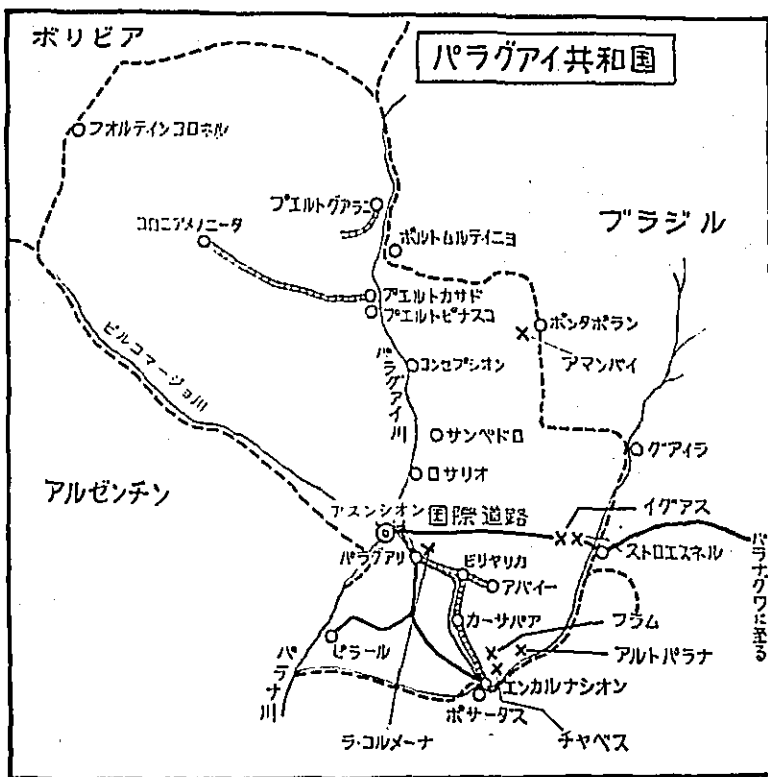 ボリビア
パラグアイ共和国
フオルテインコロネル
プエルトグアラニ
ブラジル
コロニアメノニータ
ポルトムルテイニヨ
プエルトカサド
プエルトピナスコ
ポンタポラン
アマンバイ
ピルコマージョ川
パラグアイ川
コンセプシオン
サンペドロ
グアイラ
ロサリオ
アルゼンチン
アスンシオン
国際道路
イグアス
ストロエスネル
パラナグワに至る
パラグアリ
ビリヤリカ
アバイー
カーサパア
フラム
アルトパラナ
ピラール
パラナ川
エンカルナシオン
ポサータス
ラ・コルメーナ
チャベス